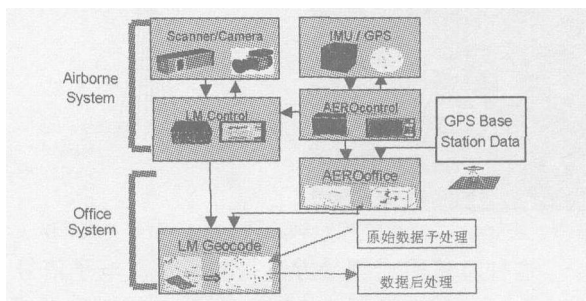 Scanner/Camera
IMU / GPS
Airborne
System
LM Control
AEROcontrol
GPS Base
Station Data
AEROoffice
Office
System
LM Geocode
原始数据予处理
数据后处理